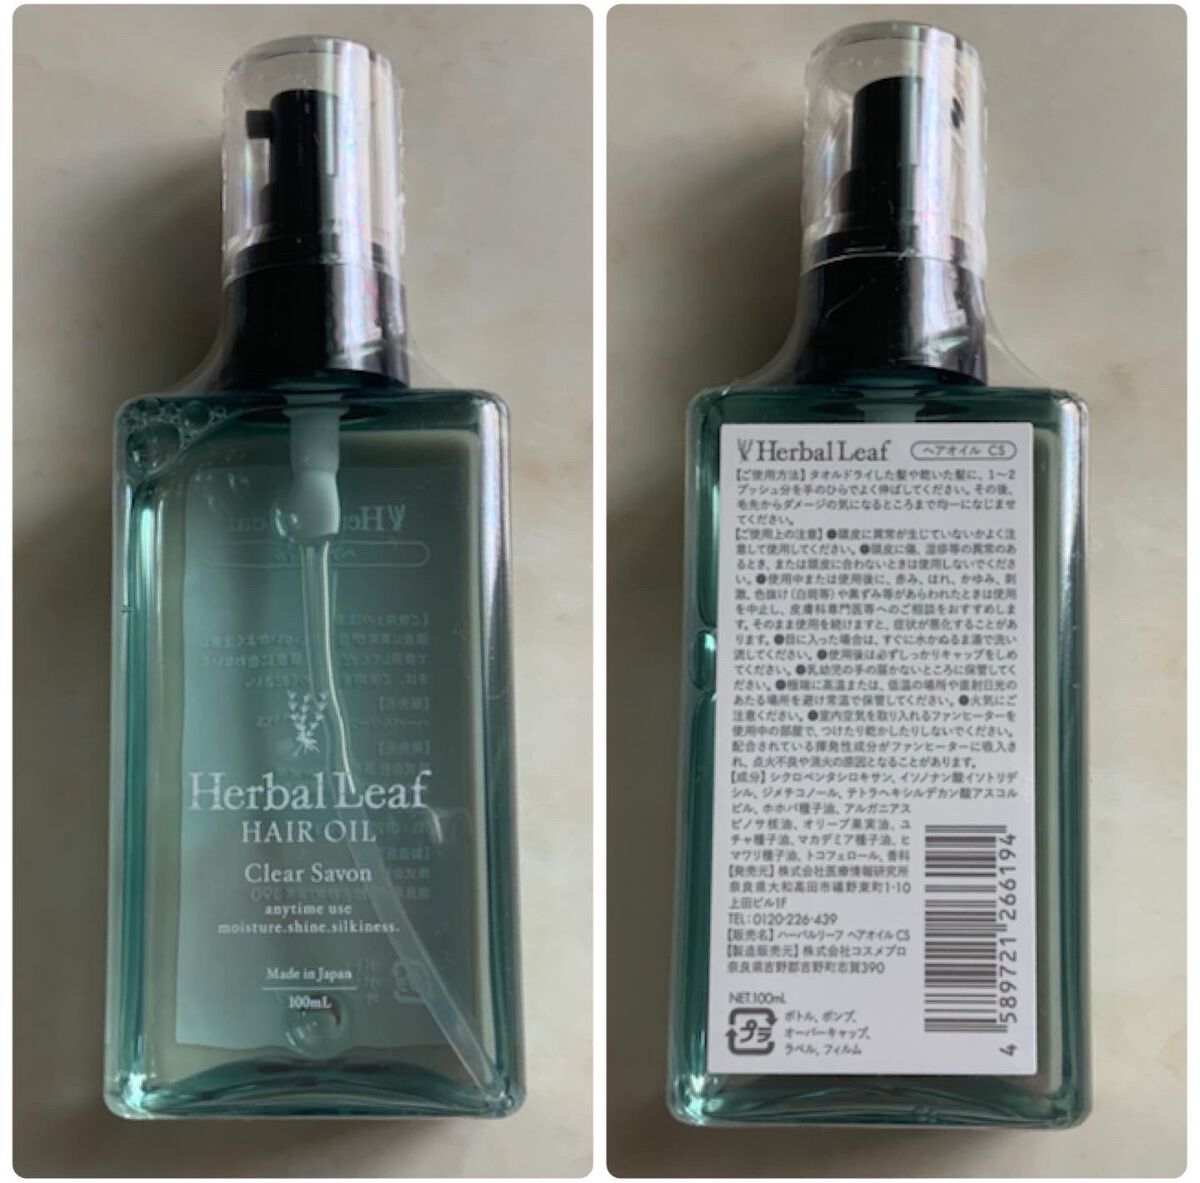 Herbal Leaf
HAIR OIL
Clear Savon
anytime use
moisture.shine.silkiness.
Made in Japan
100mL
Herbal Leaf ヘアオイル CS
【ご使用方法】タオルドライした髪や乾いた髪に、1〜2
プッシュ分を手のひらでよく伸ばしてください。その後、
毛先からダメージの気になるところまで均一になじませ
てください。
【ご使用上の注意】●頭皮に異常が生じていないかよく注
意して使用してください。●頭皮に傷、湿疹等の異常のあ
るとき、または頭皮に合わないときは使用しないでくださ
い。●使用中または使用後に、赤み、はれ、かゆみ、刺
激、色抜け(白斑等)や黒ずみ等があらわれたときは使用
を中止し、皮膚科専門医等へのご相談をおすすめしま
す。そのまま使用を続けますと、症状が悪化することがあ
ります。●目に入った場合は、すぐに水かぬるま湯で洗い
流してください。●使用後は必ずしっかりキャップをしめ
てください。●乳幼児の手の届かないところに保管してく
ださい。●極端に高温または、低温の場所や直射日光の
あたる場所を避け常温で保管してください。●火気にご
注意ください。●室内空気を取り入れるファンヒーターを
使用中の部屋で、つけたり乾かしたりしないでください。
配合されている揮発性成分がファンヒーターに吸入さ
れ、点火不良や消火の原因となることがあります。
【成分】シクロペンタシロキサン、イソノナン酸イソトリデ
シル、ジメチコノール、テトラヘキシルデカン酸アスコル
ビル、ホホバ種子油、アルガニアス
ピノサ核油、オリーブ果実油、ユ
チャ種子油、マカデミア種子油、ヒ
マワリ種子油、トコフェロール、香料
【発売元】株式会社医療情報研究所
奈良県大和高田市礒野東町1-10
上田ビル1F
TEL:0120-226-439
【販売名】ハーバルリーフ ヘアオイルCS
【製造販売元】株式会社コスメプロ
奈良県吉野郡吉野町志賀390
NET.100mL
プラ
ボトル、ポンプ、
オーバーキャップ、
ラベル、フィルム
4 589721 266194